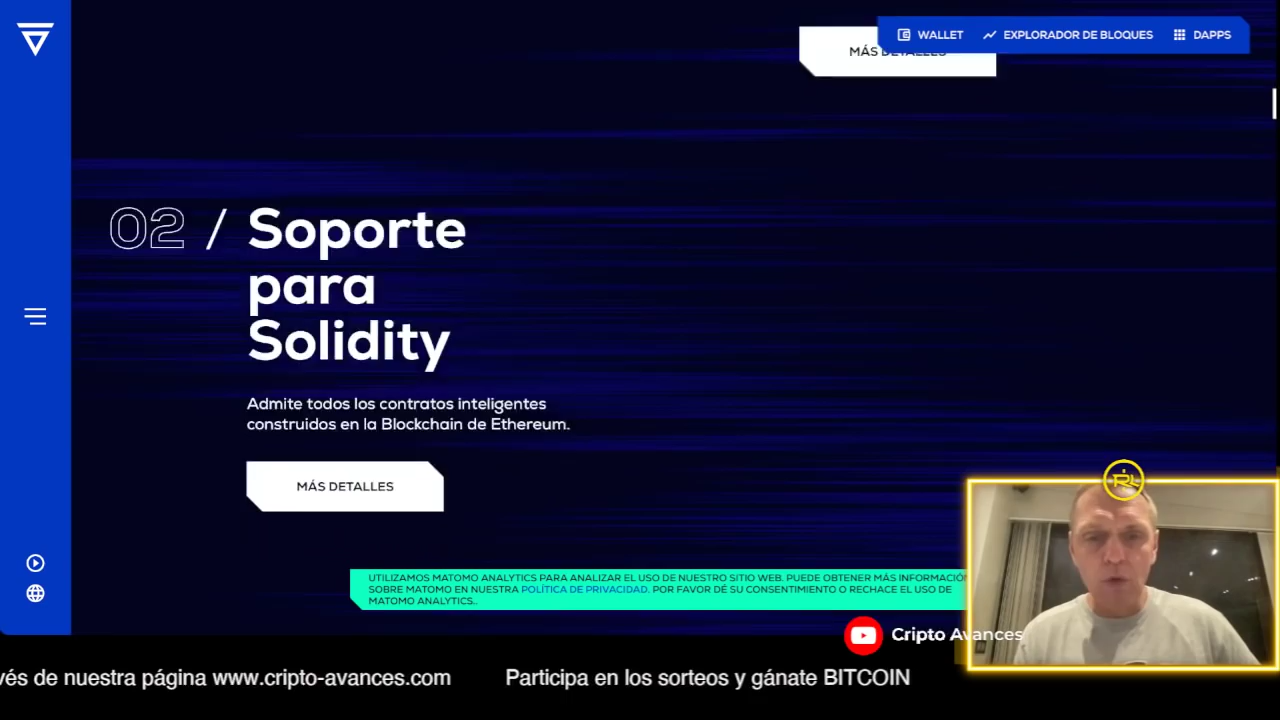 WALLET
EXPLORADOR DE BLOQUES
DAPPS
MÁS DETALLES
02 / Soporte
para
Solidity
Admite todos los contratos inteligentes
construidos en la Blockchain de Ethereum.
MÁS DETALLES
UTILIZAMOS MATOMO ANALYTICS PARA ANALIZAR EL USO DE NUESTRO SITIO WEB. PUEDE OBTENER MÁS INFORMACIÓN
SOBRE MATOMO EN NUESTRA POLÍTICA DE PRIVACIDAD. POR FAVOR DÉ SU CONSENTIMIENTO O RECHACE EL USO DE
MATOMO ANALYTICS..
Cripto Avances
vés de nuestra página www.cripto-avances.com
Participa en los sorteos y gánate BITCOIN